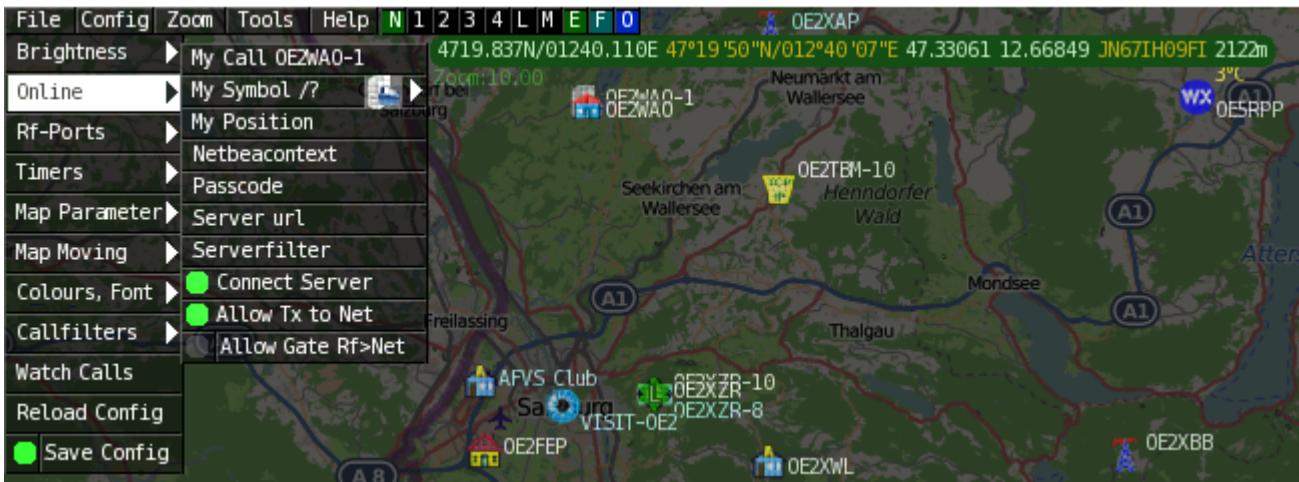 File Config Zoom Tools Help N 1 2 3 4 L M E F O
OE2XAP
4719.837N/01240.110E 47°19'50"N/012°40'07"E 47.33061 12.66849 JN67IH09FI 2122m
Zoom:10.00
Brightness
Online
Rf-Ports
Timers
Map Parameter
Map Moving
Colours, Font
Callfilters
Watch Calls
Reload Config
Save Config
My Call OE2WAO-1
My Symbol /?
My Position
Netbeacontext
Passcode
Server url
Serverfilter
Connect Server
Allow Tx to Net
Allow Gate Rf>Net
Neumarkt am
Wallersee
3°C
WX
A1
OE5RPP
OE2WAO-1
OE2WAO
OE2TBM-10
TCP
IP
Seekirchen am
Wallersee
Henndorfer
Wald
A1
Mondsee
A1
A1
Freilassing
Thalgau
AFVS Club
L
OE2XZR-10
OE2XZR
OE2XZR-8
VISIT-OE2
OE2FEP
OE2XWL
OE2XBB
A 8